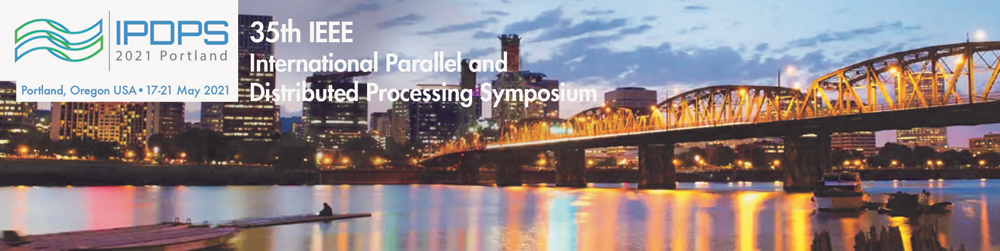 IPDPS
2021 Portland
Portland, Oregon USA • 17-21 May 2021
35th IEEE
International Parallel and
Distributed Processing Symposium